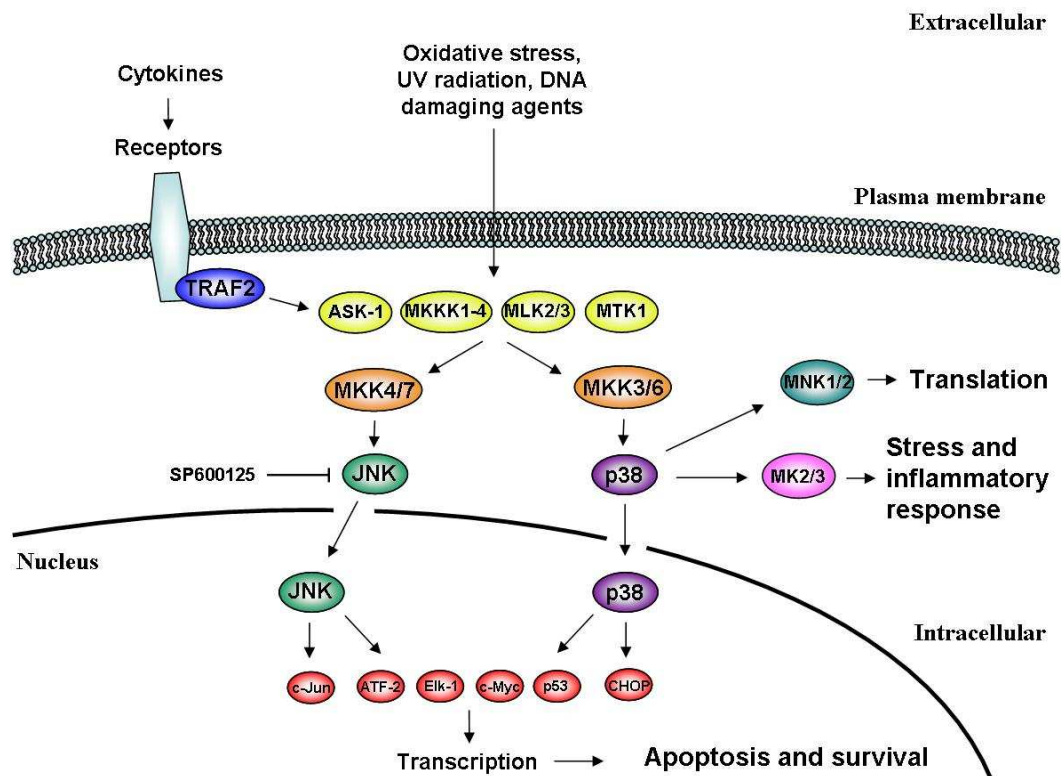 Extracellular
Oxidative stress,
UV radiation, DNA
damaging agents
Cytokines
Receptors
Plasma membrane
TRAF2
ASK-1
MKKK1-4
MLK2/3
MTK1
MKK4/7
MKK3/6
MNK1/2
Translation
SP600125
JNK
p38
MK2/3
Stress and
inflammatory
response
Nucleus
JNK
p38
Intracellular
c-Jun
ATF-2
Elk-1
c-Myc
p53
CHOP
Transcription
Apoptosis and survival